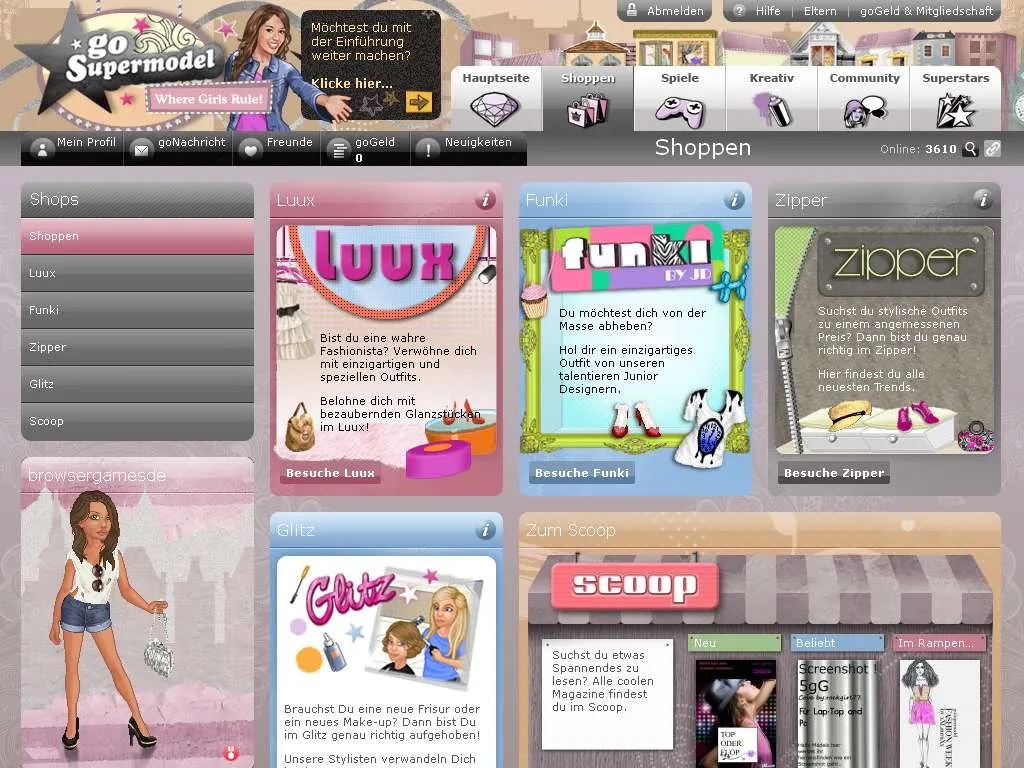 go
Supermodel
Where Girls Rule!
Möchtest du mit
der Einführung
weiter machen?
Klicke hier...
Abmelden
Hilfe
Eltern
goGeld & Mitgliedschaft
Hauptseite
Shoppen
Spiele
Kreativ
Community
Superstars
Mein Profil
goNachricht
Freunde
goGeld
0
Neuigkeiten
Shoppen
Online: 3610
Shops
Shoppen
Luux
Funki
Zipper
Glitz
Scoop
browsergamesde
Luux
luux
Bist du eine wahre
Fashionista? Verwöhne dich
mit einzigartigen und
speziellen Outfits.
Belohne dich mit
bezaubernden Glanzstücken
im Luux!
Besuche Luux
Funki
funki
BY JD
Du möchtest dich von der
Masse abheben?
Hol dir ein einzigartiges
Outfit von unseren
talentieren Junior
Designern.
Besuche Funki
Zipper
zipper
Suchst du stylische Outfits
zu einem angemessenen
Preis? Dann bist du genau
richtig im Zipper!
Hier findest du alle
neuesten Trends.
Besuche Zipper
Glitz
Glitz
Brauchst Du eine neue Frisur oder
ein neues Make-up? Dann bist Du
im Glitz genau richtig aufgehoben!
Unsere Stylisten verwandeln Dich
Zum Scoop
scoop
Suchst du etwas
Spannendes zu
lesen? Alle coolen
Magazine findest
du im Scoop.
Neu
TOP
ODER
FLOP
Beliebt
Screenshot !
5gG
Für Lap-Top and
Pc
Im Rampen...
FASHION WEEK